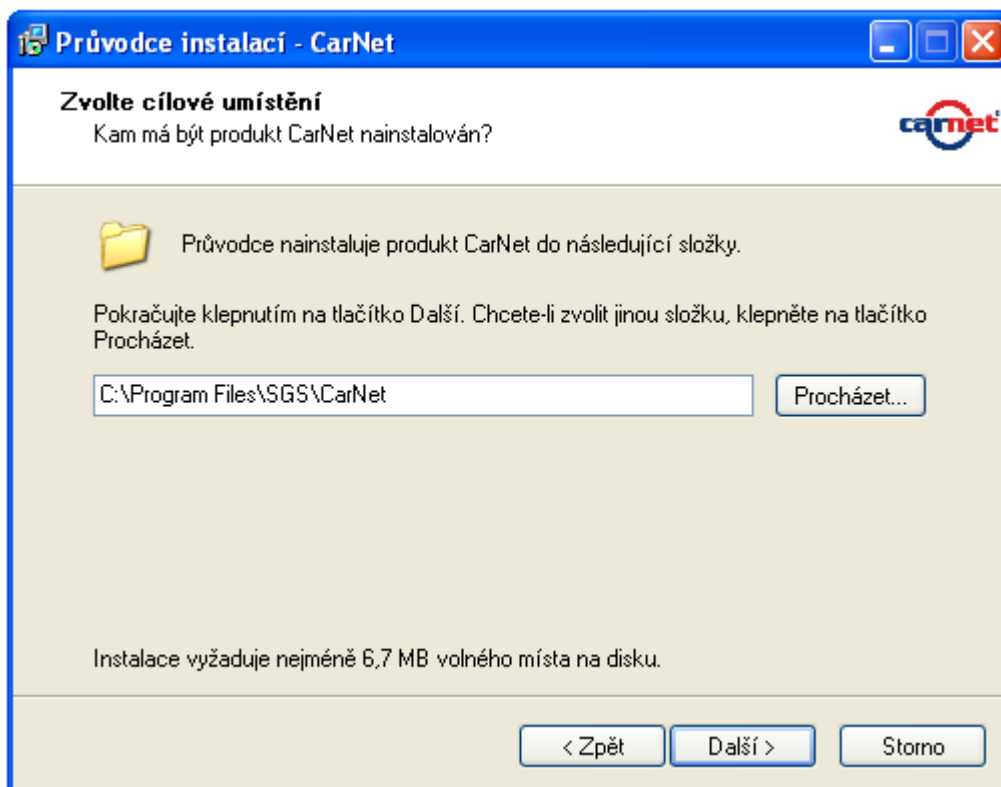 Průvodce instalací - CarNet
Zvolte cílové umístění
Kam má být produkt CarNet nainstalován?
carnet
Průvodce nainstaluje produkt CarNet do následující složky.
Pokračujte klepnutím na tlačítko Další. Chcete-li zvolit jinou složku, klepněte na tlačítko
Procházet.
C:\Program Files\SGS\CarNet
Procházet...
Instalace vyžaduje nejméně 6,7 MB volného místa na disku.
< Zpět
Další >
Storno